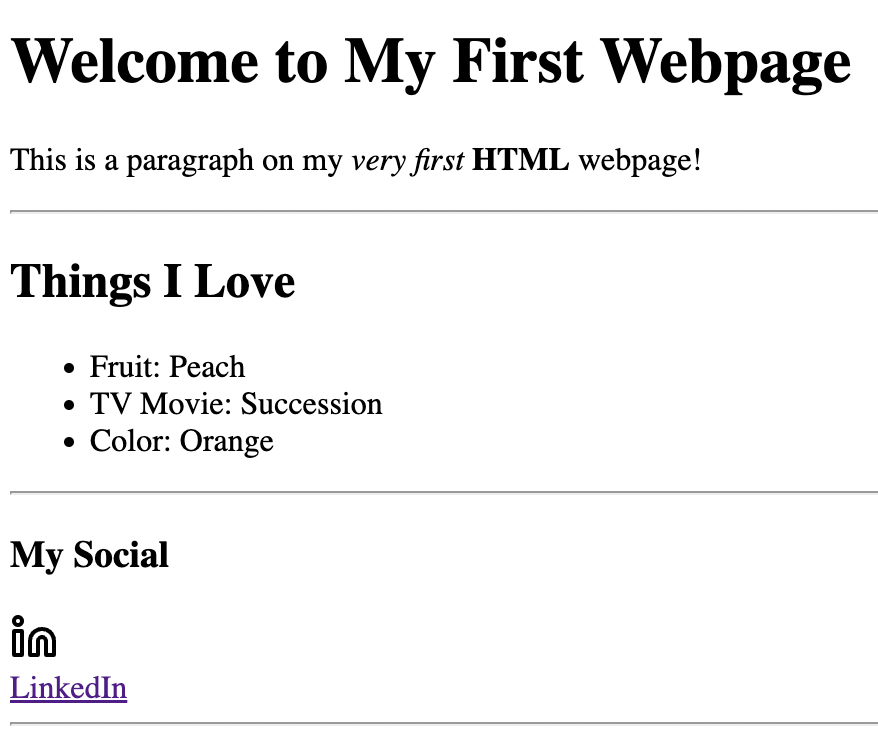 Welcome to My First Webpage
This is a paragraph on my very first HTML webpage!
Things I Love
Fruit: Peach
TV Movie: Succession
Color: Orange
My Social
in
LinkedIn